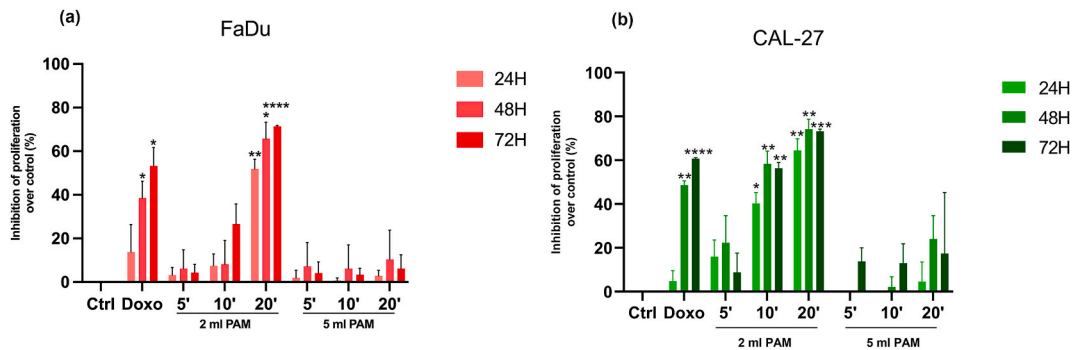 (a)
FaDu
Inhibition of proliferation
over cotrol (%)
100
80
60
40
20
0
* * ** * ****
Ctrl Doxo 5' 10' 20' 5' 10' 20'
2 ml PAM 5 ml PAM
24H
48H
72H
(b)
CAL-27
Inhibition of proliferation
over control (%)
100
80
60
40
20
0
** **** * ** ** ** ** ***
Ctrl Doxo 5' 10' 20' 5' 10' 20'
2 ml PAM 5 ml PAM
24H
48H
72H